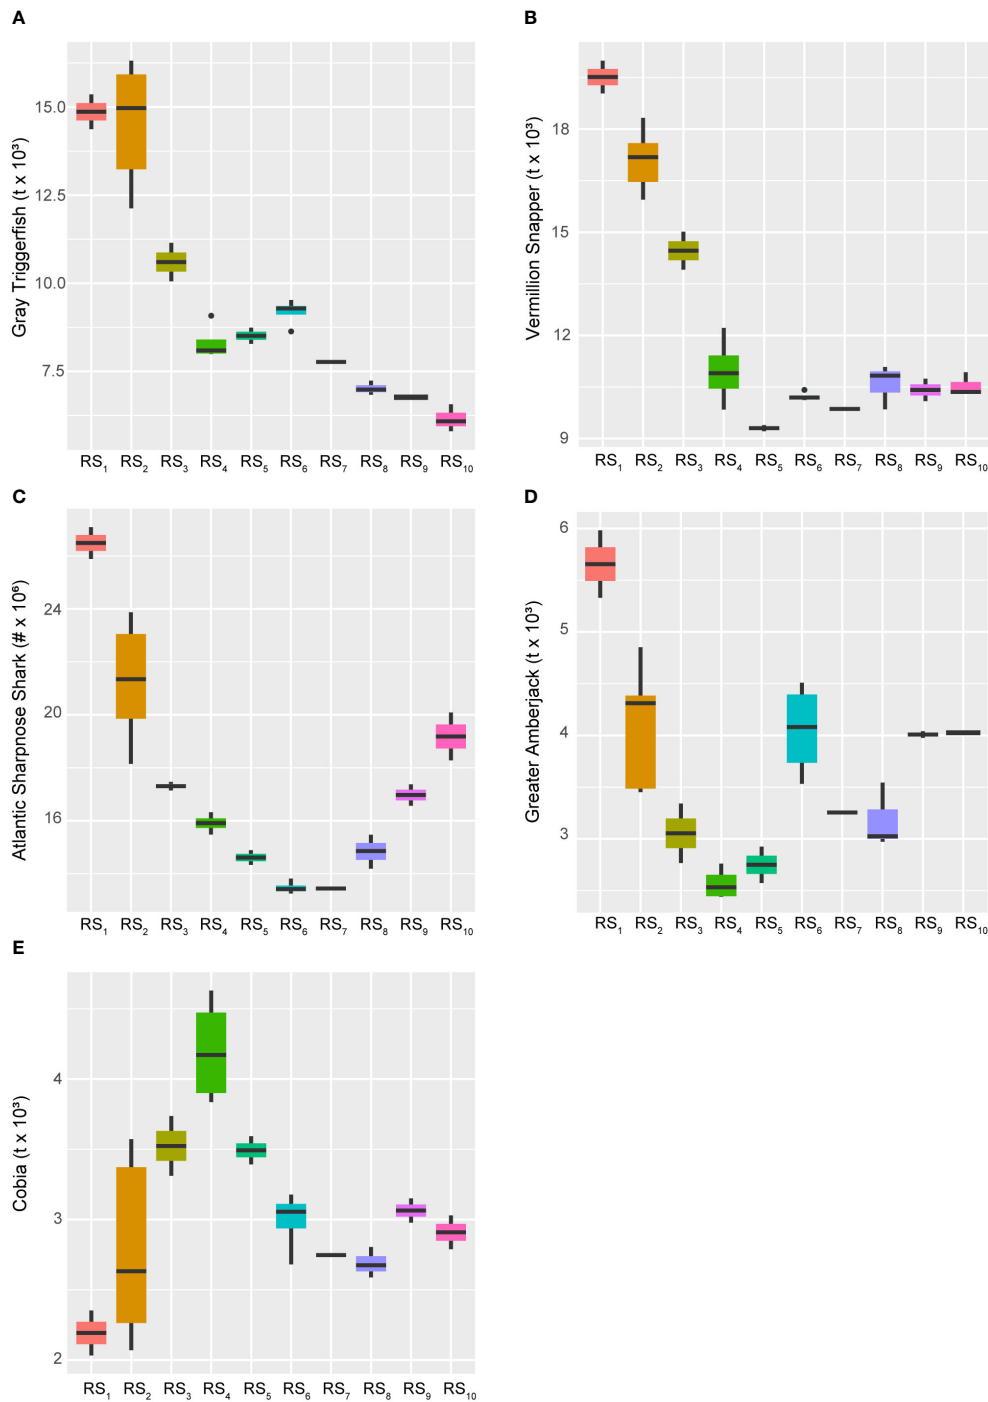 A
Gray Triggerfish (t x 10³)
15.0
12.5
10.0
7.5
RS₁ RS₂ RS₃ RS₄ RS₅ RS₆ RS₇ RS₈ RS₉ RS₁₀
B
Vermillion Snapper (t x 10³)
18
15
12
9
RS₁ RS₂ RS₃ RS₄ RS₅ RS₆ RS₇ RS₈ RS₉ RS₁₀
C
Atlantic Sharpnose Shark (# x 10⁶)
24
20
16
RS₁ RS₂ RS₃ RS₄ RS₅ RS₆ RS₇ RS₈ RS₉ RS₁₀
D
Greater Amberjack (t x 10³)
6
5
4
3
RS₁ RS₂ RS₃ RS₄ RS₅ RS₆ RS₇ RS₈ RS₉ RS₁₀
E
Cobia (t x 10³)
4
3
2
RS₁ RS₂ RS₃ RS₄ RS₅ RS₆ RS₇ RS₈ RS₉ RS₁₀